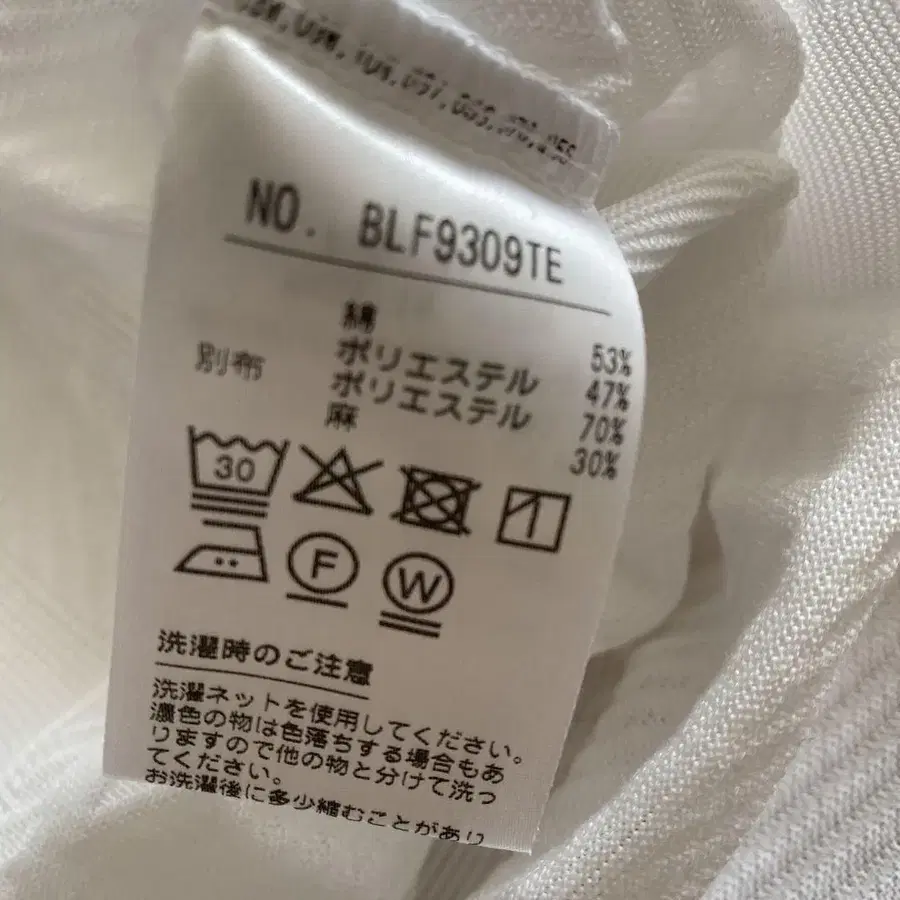 NO. BLF9309TE
綿 53%
ポリエステル 47%
別布 ポリエステル 70%
麻 30%
30
F
W
洗濯時のご注意
洗濯ネットを使用してください。
濃色の物は色落ちする場合もあ
りますので他の物と分けて洗っ
てください。
お洗濯後に多少縮むことがあり